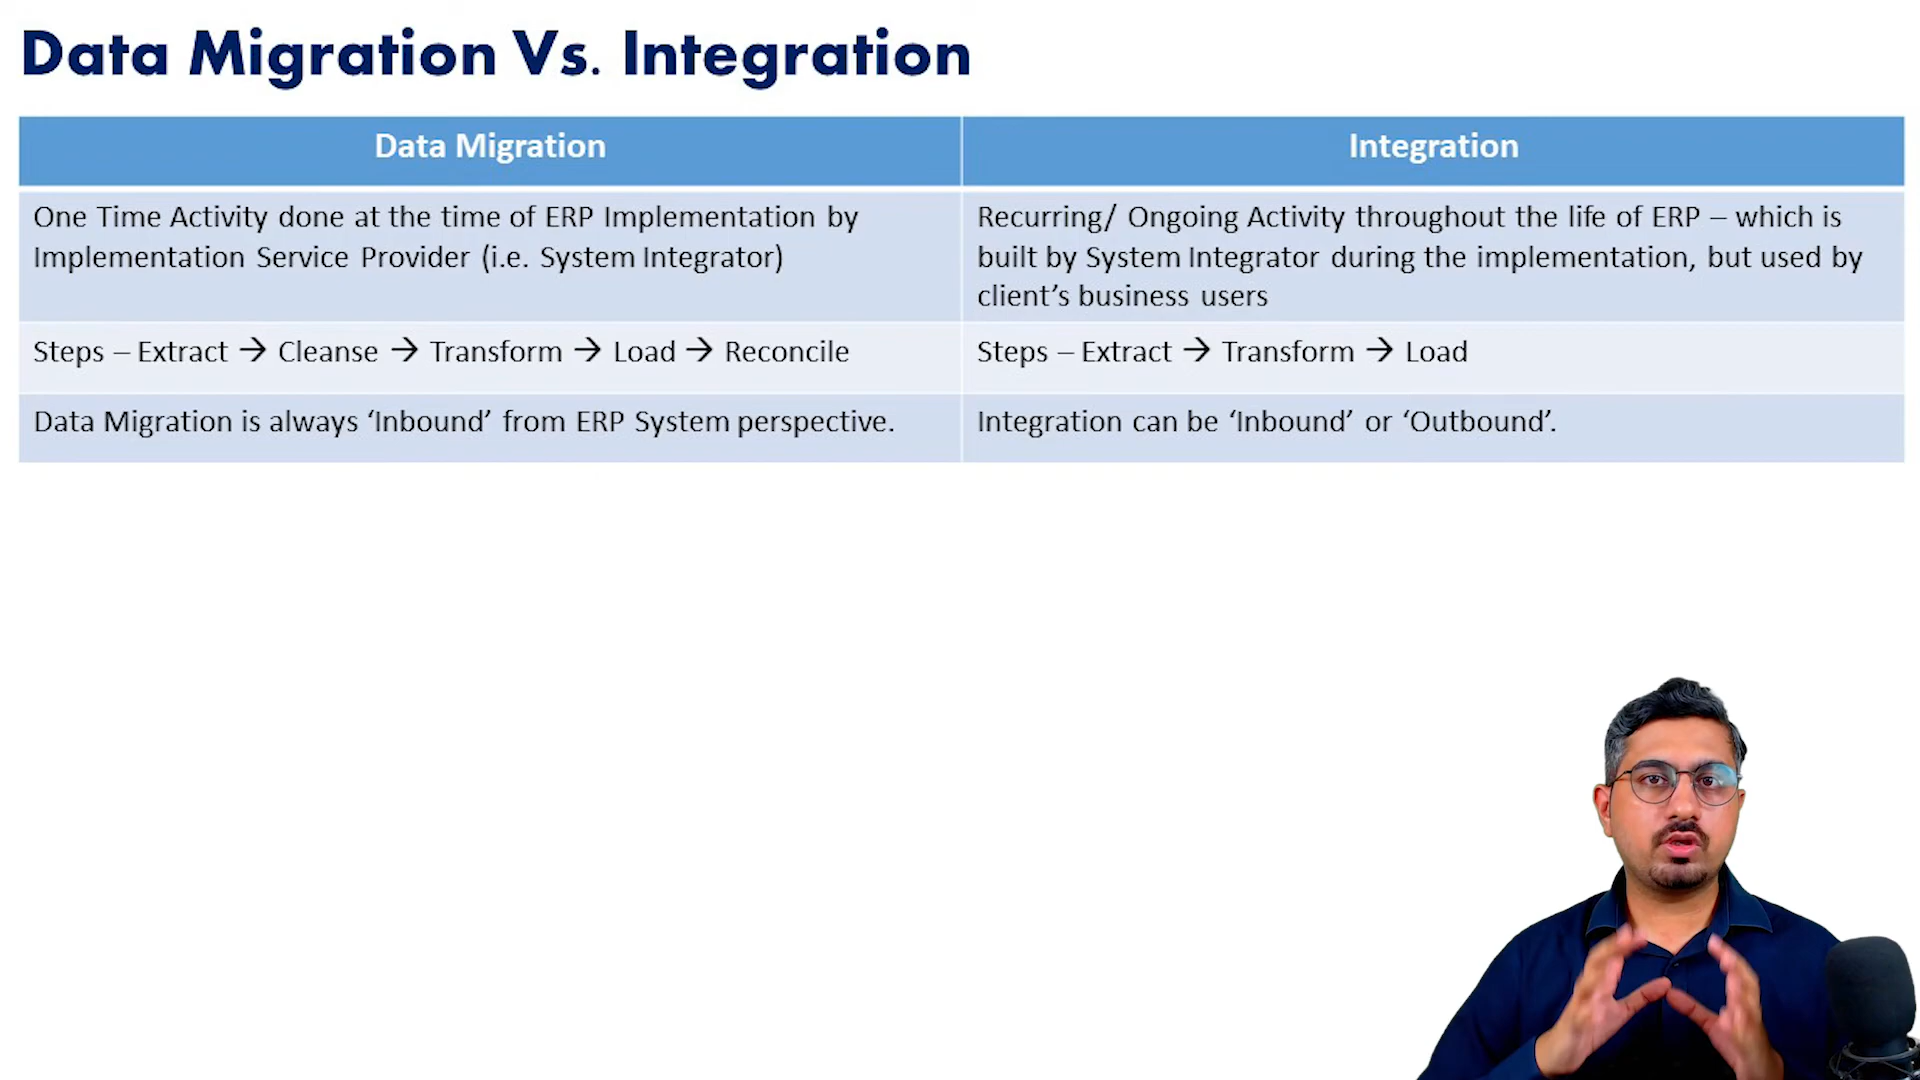 Data Migration Vs. Integration
Data Migration
Integration
One Time Activity done at the time of ERP Implementation by
Implementation Service Provider (i.e. System Integrator)
Recurring/ Ongoing Activity throughout the life of ERP – which is
built by System Integrator during the implementation, but used by
client’s business users
Steps – Extract → Cleanse → Transform → Load → Reconcile
Steps – Extract → Transform → Load
Data Migration is always ‘Inbound’ from ERP System perspective.
Integration can be ‘Inbound’ or ‘Outbound’.